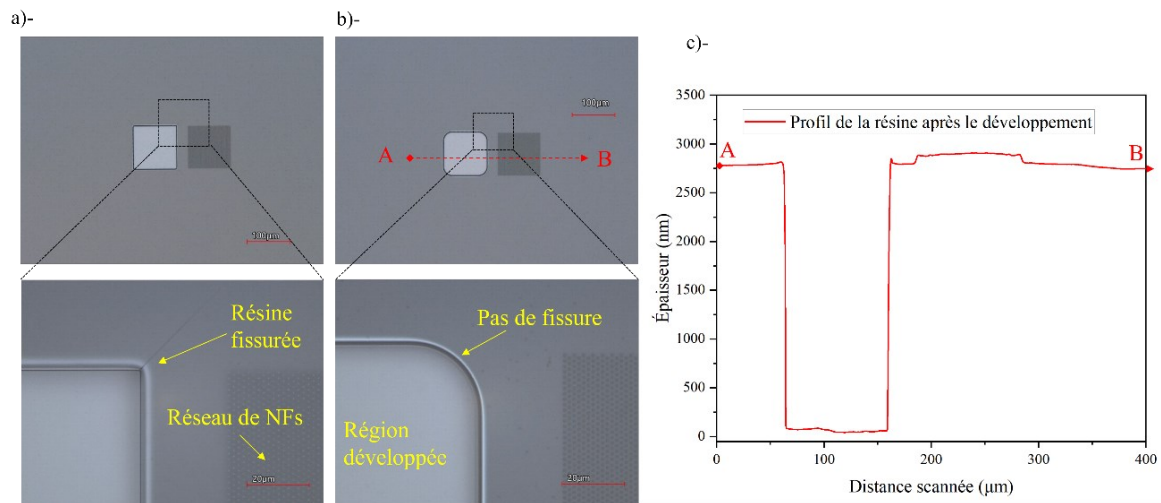 a)-
b)-
c)-
100µm
100µm
A
B
Résine
fissurée
Réseau de NFs
20µm
Pas de fissure
Région
développée
20µm
Profil de la résine après le développement
A
B
Épaisseur (nm)
3500
3000
2500
2000
1500
1000
500
0
0
100
200
300
400
Distance scannée (µm)